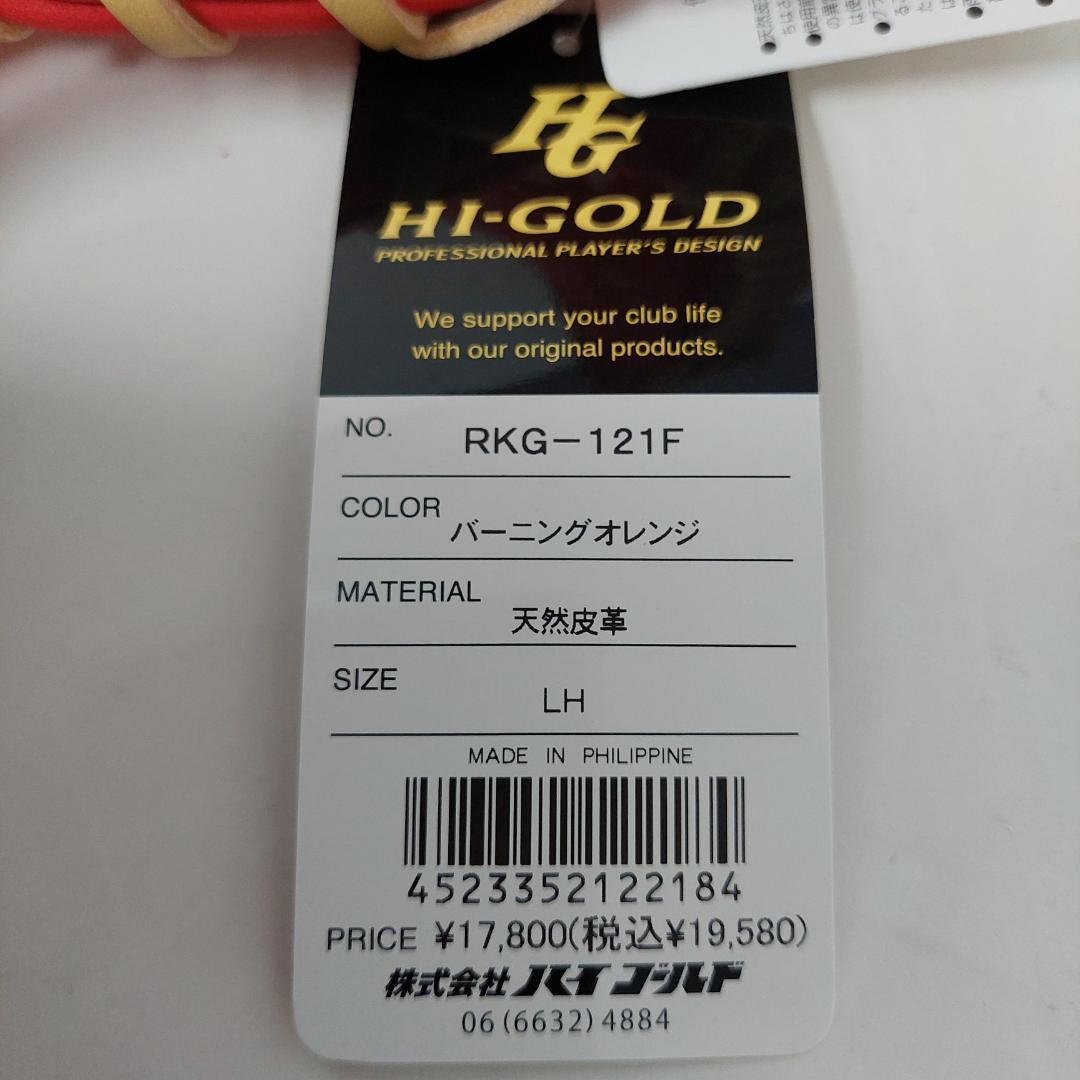 HG
HI-GOLD
PROFESSIONAL PLAYER'S DESIGN
We support your club life
with our original products.
NO. RKG-121F
COLOR バーニングオレンジ
MATERIAL 天然皮革
SIZE LH
MADE IN PHILIPPINE
4523352122184
PRICE ¥17,800(税込¥19,580)
株式会社ハイゴールド
06(6632)4884